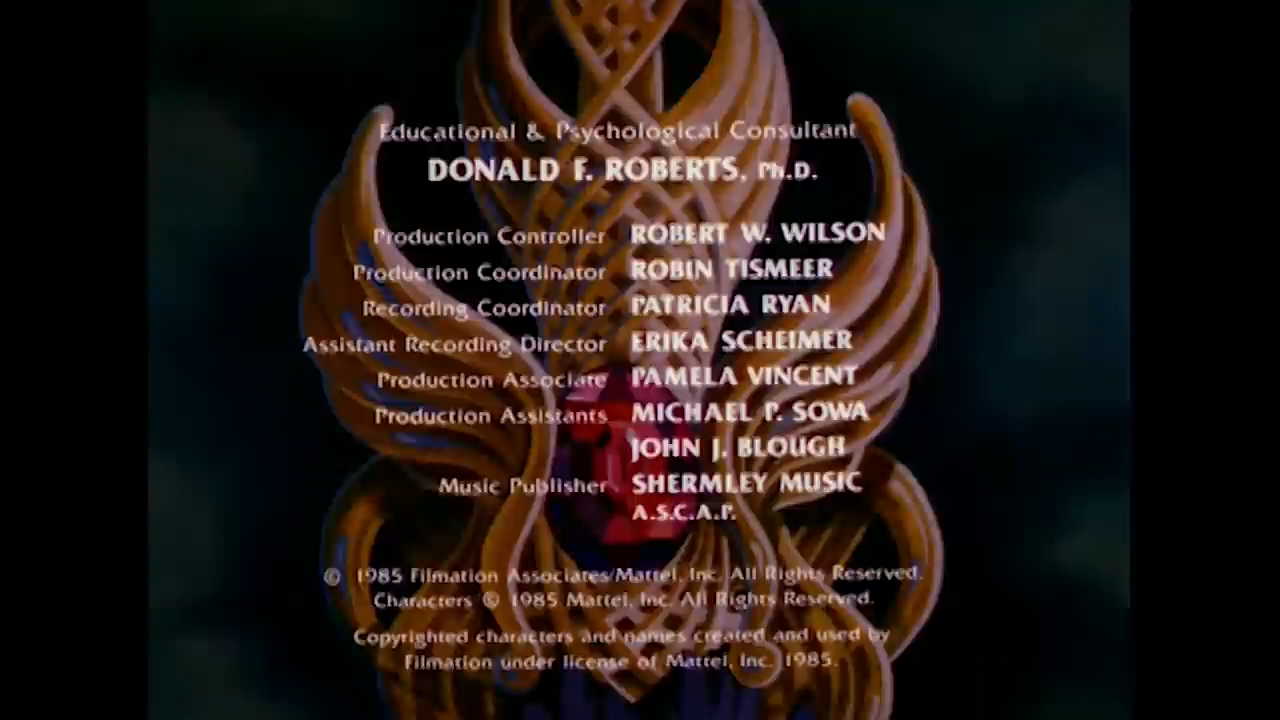 Educational & Psychological Consultant
DONALD F. ROBERTS, Ph.D.
Production Controller ROBERT W. WILSON
Production Coordinator ROBIN TISMEER
Recording Coordinator PATRICIA RYAN
Assistant Recording Director ERIKA SCHEIMER
Production Associate PAMELA VINCENT
Production Assistants MICHAEL P. SOWA
JOHN J. BLOUGH
Music Publisher SHERMLEY MUSIC
A.S.C.A.P.
© 1985 Filmation Associates/Mattel, Inc. All Rights Reserved.
Characters © 1985 Mattel, Inc. All Rights Reserved.
Copyrighted characters and names created and used by
Filmation under license of Mattel, Inc. 1985.